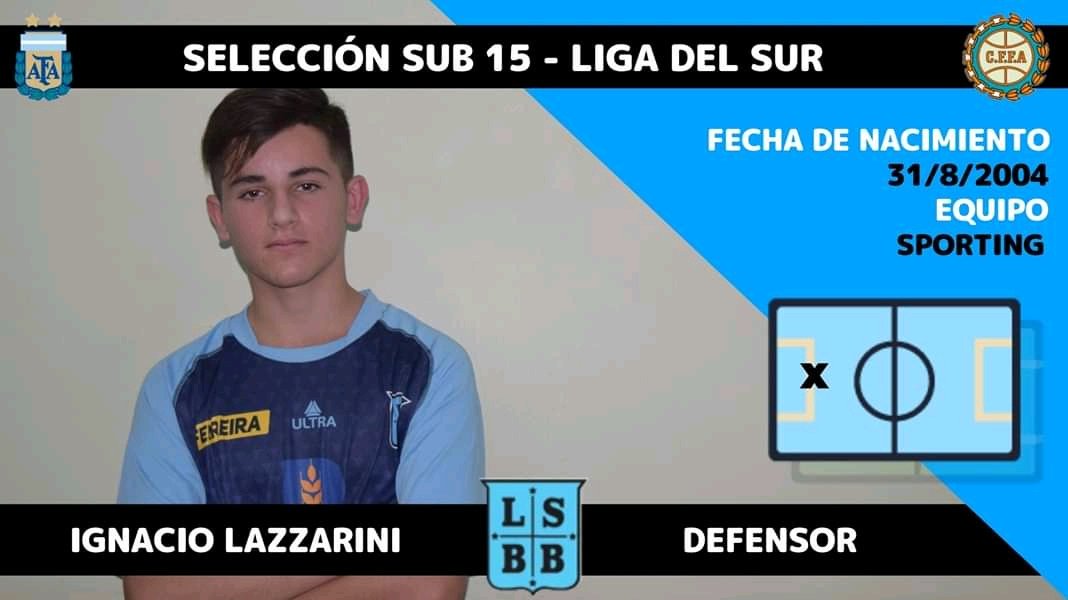 AFA
SELECCIÓN SUB 15 - LIGA DEL SUR
C.F.F.A
FECHA DE NACIMIENTO
31/8/2004
EQUIPO
SPORTING
X
FERREIRA
ULTRA
IGNACIO LAZZARINI
L S
B B
DEFENSOR